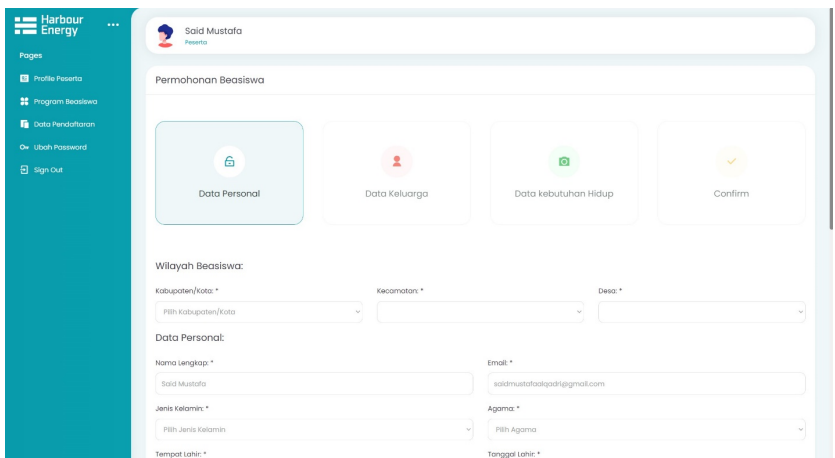 Harbour
Energy
Pages
Profile Peserta
Program Beasiswa
Data Pendaftaran
Ubah Password
Sign Out
Said Mustafa
Peserta
Permohonan Beasiswa
Data Personal
Data Keluarga
Data kebutuhan Hidup
Confirm
Wilayah Beasiswa:
Kabupaten/Kota: * Kecamatan: * Desa: *
Pilih Kabupaten/Kota
Data Personal:
Nama Lengkap: * Email: *
Said Mustafa saidmustafaalqadri@gmail.com
Jenis Kelamin: * Agama: *
Pilih Jenis Kelamin Pilih Agama
Tempat Lahir: * Tanggal Lahir: *